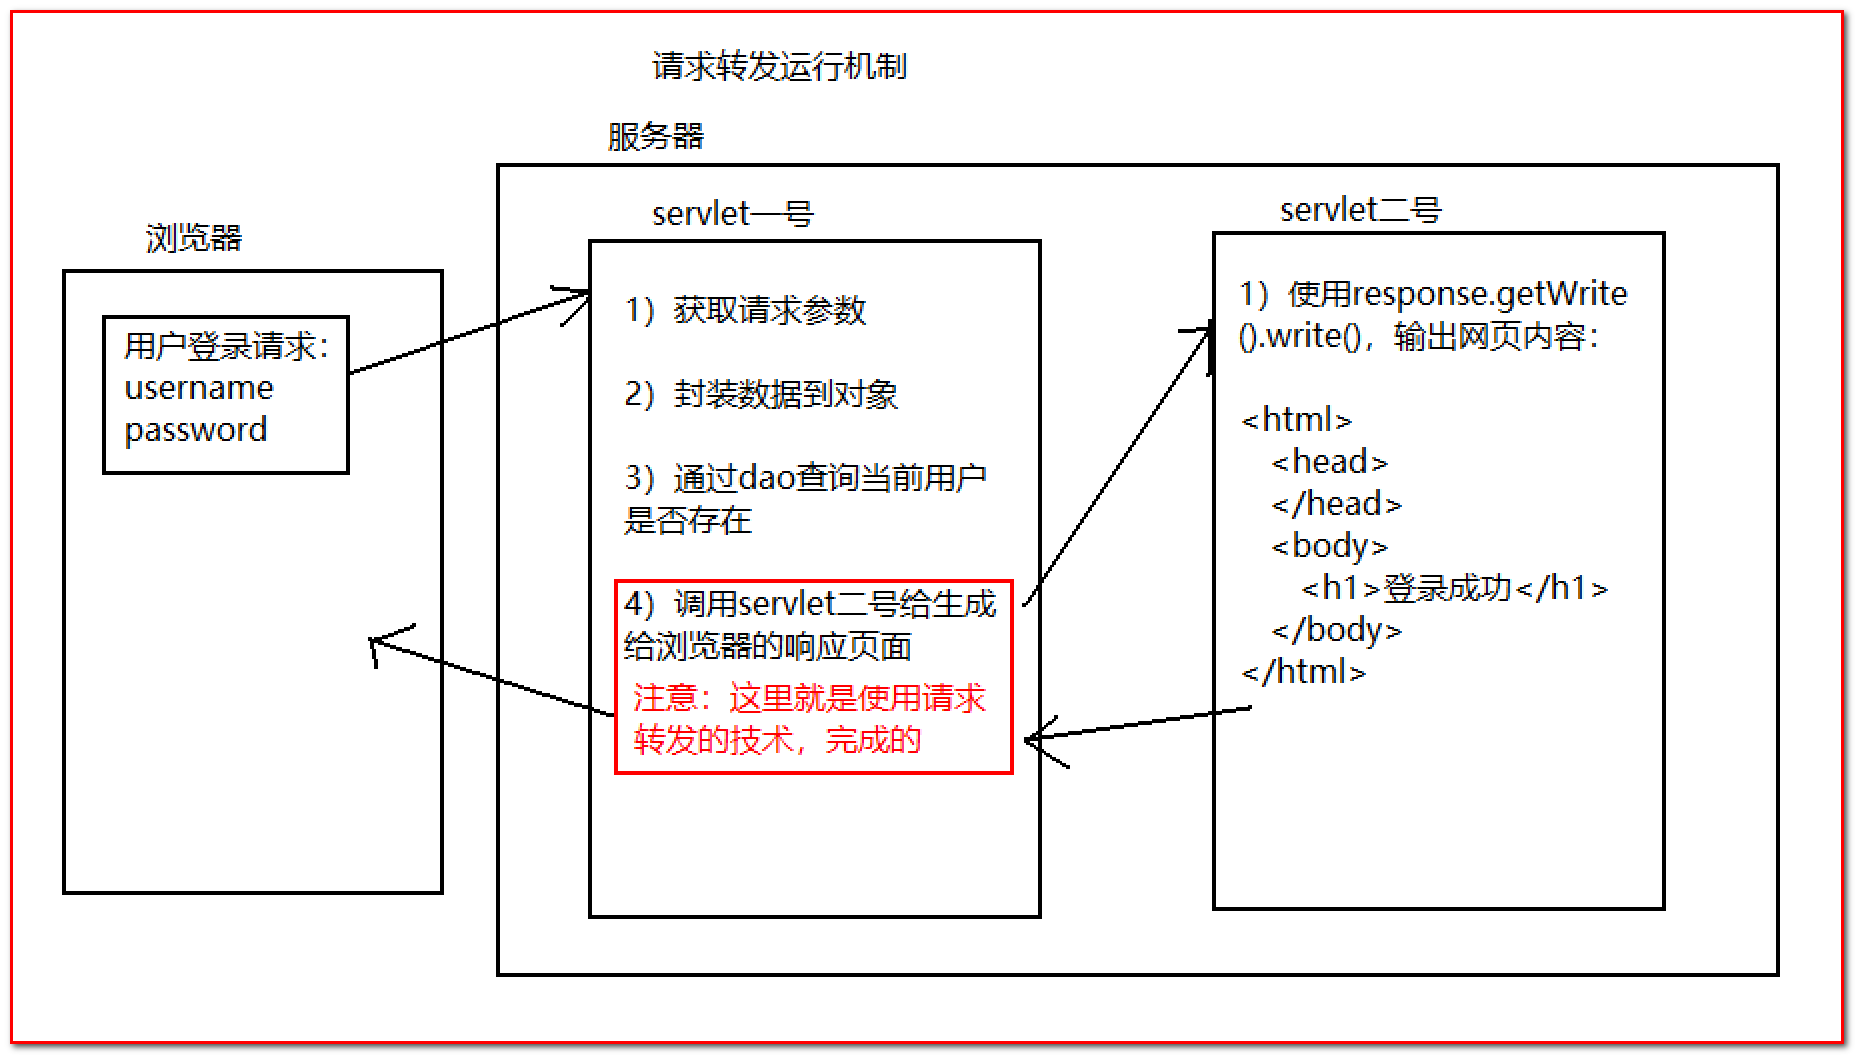 请求转发运行机制
服务器
浏览器
用户登录请求：
username
password
servlet一号
1）获取请求参数
2）封装数据到对象
3）通过dao查询当前用户
是否存在
4）调用servlet二号给生成
给浏览器的响应页面
注意：这里就是使用请求
转发的技术，完成的
servlet二号
1）使用response.getWrite
().write()，输出网页内容：
<html>
<head>
</head>
<body>
<h1>登录成功</h1>
</body>
</html>